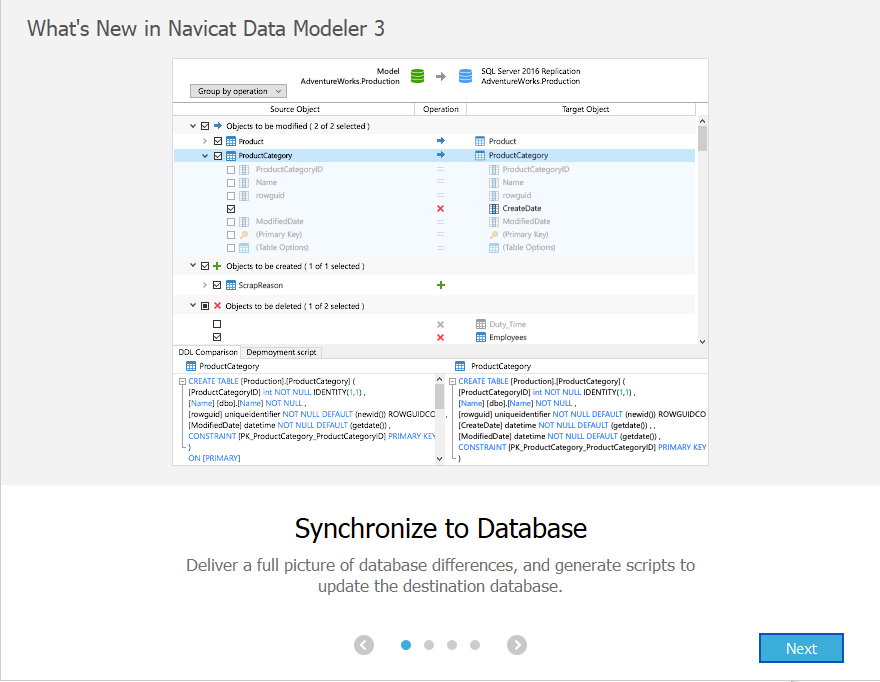 What's New in Navicat Data Modeler 3
Model
AdventureWorks.Production
SQL Server 2016 Replication
AdventureWorks.Production
Group by operation
Source Object Operation Target Object
Objects to be modified ( 2 of 2 selected )
Product Product
ProductCategory ProductCategory
ProductCategoryID = ProductCategoryID
Name = Name
rowguid = rowguid
CreateDate
ModifiedDate = ModifiedDate
(Primary Key) = (Primary Key)
(Table Options) = (Table Options)
Objects to be created ( 1 of 1 selected )
ScrapReason
Objects to be deleted ( 1 of 2 selected )
Duty_Time
Employees
DDL Comparison Depmoyment script
ProductCategory
CREATE TABLE [Production].[ProductCategory] (
[ProductCategoryID] int NOT NULL IDENTITY(1,1) ,
[Name] [dbo].[Name] NOT NULL ,
[rowguid] uniqueidentifier NOT NULL DEFAULT (newid()) ROWGUIDCO
[ModifiedDate] datetime NOT NULL DEFAULT (getdate()) ,
CONSTRAINT [PK_ProductCategory_ProductCategoryID] PRIMARY KEY
)
ON [PRIMARY]
ProductCategory
CREATE TABLE [Production].[ProductCategory] (
[ProductCategoryID] int NOT NULL IDENTITY(1,1) ,
[Name] [dbo].[Name] NOT NULL ,
[rowguid] uniqueidentifier NOT NULL DEFAULT (newid()) ROWGUIDCO
[CreateDate] datetime NOT NULL DEFAULT (getdate()) , ,
[ModifiedDate] datetime NOT NULL DEFAULT (getdate()) ,
CONSTRAINT [PK_ProductCategory_ProductCategoryID] PRIMARY KEY
)
Synchronize to Database
Deliver a full picture of database differences, and generate scripts to
update the destination database.
Next